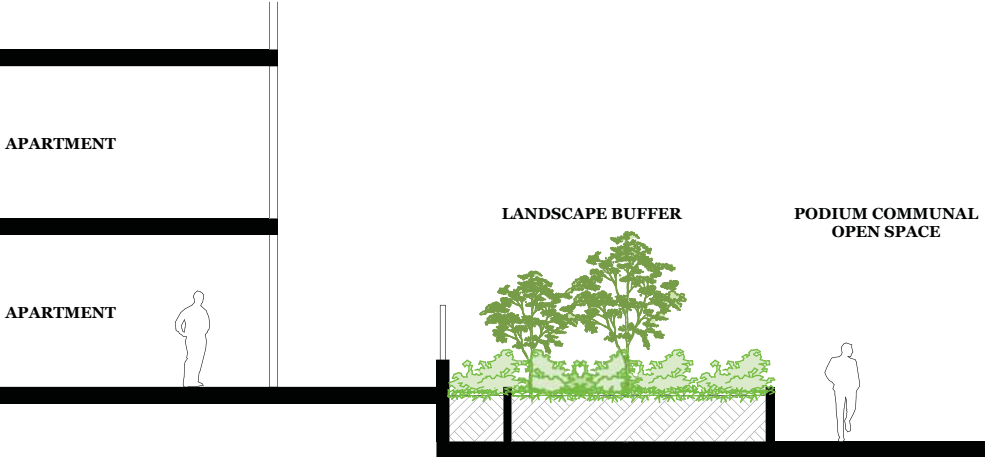 APARTMENT
LANDSCAPE BUFFER
PODIUM COMMUNAL
OPEN SPACE
APARTMENT